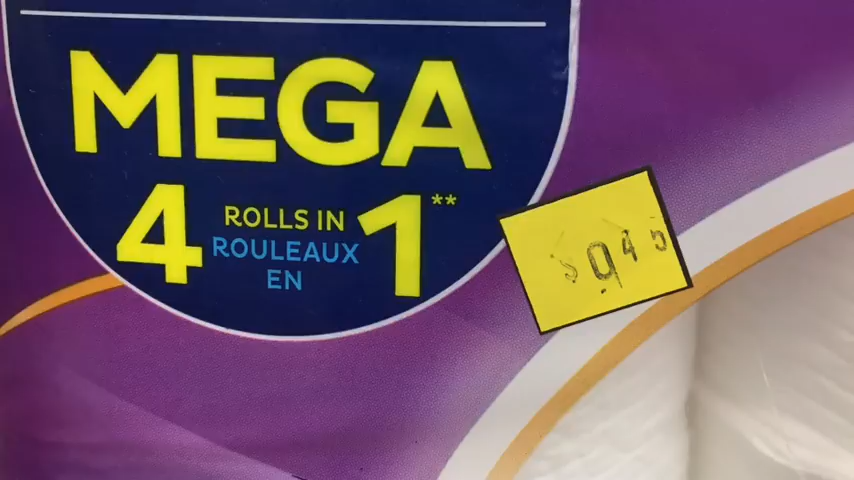 MEGA
4 ROLLS IN 1**
ROULEAUX
EN
$0.45